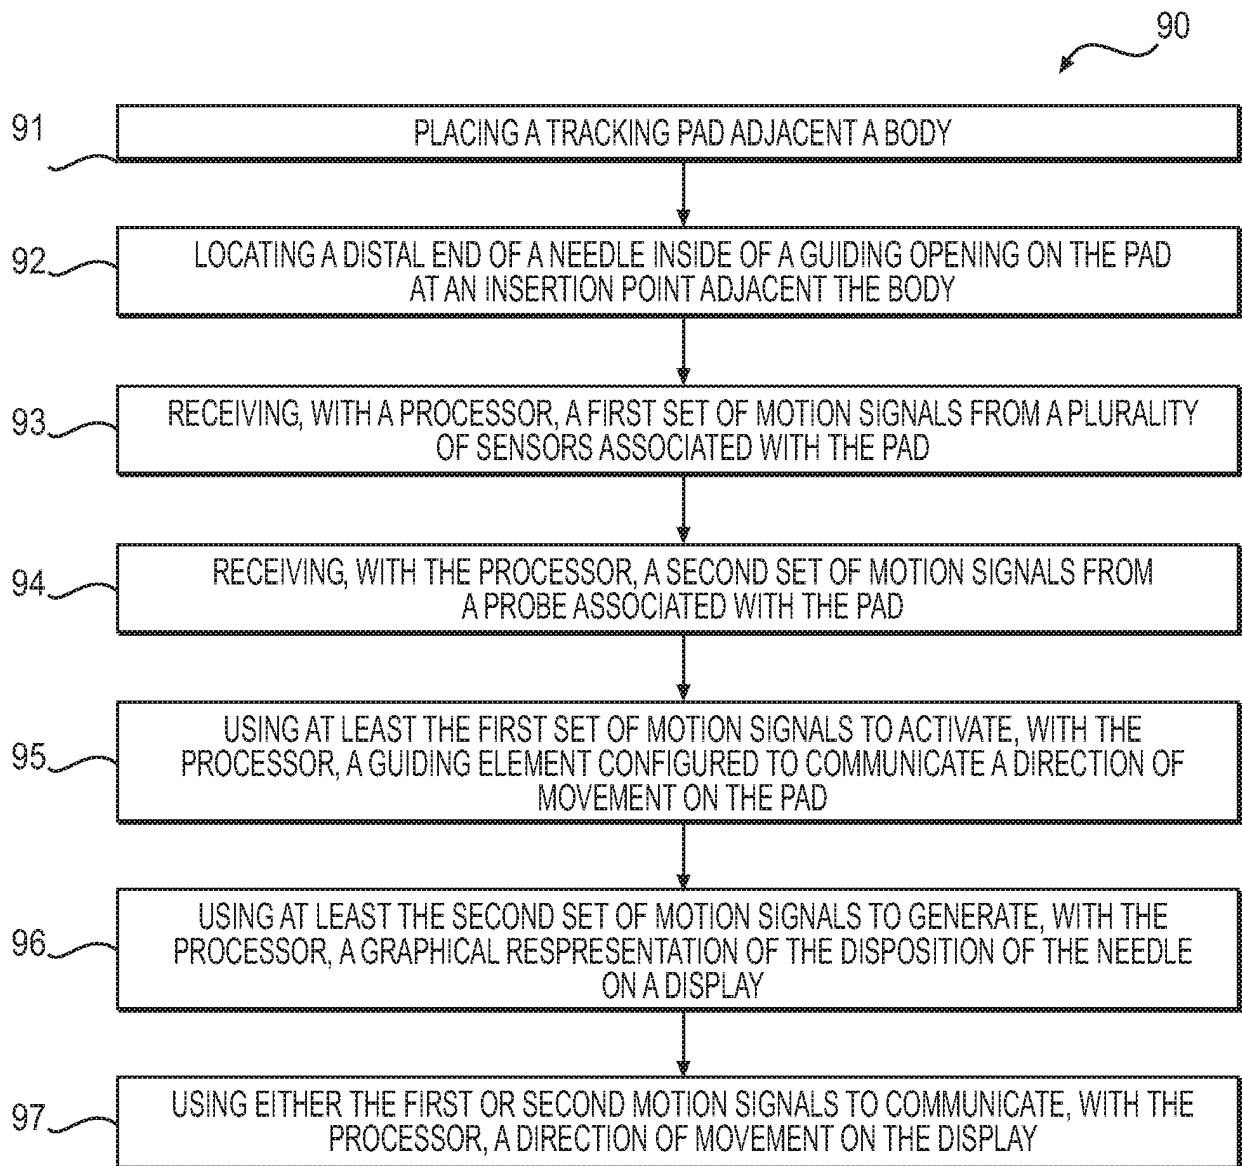 90
91
PLACING A TRACKING PAD ADJACENT A BODY
92
LOCATING A DISTAL END OF A NEEDLE INSIDE OF A GUIDING OPENING ON THE PAD
AT AN INSERTION POINT ADJACENT THE BODY
93
RECEIVING, WITH A PROCESSOR, A FIRST SET OF MOTION SIGNALS FROM A PLURALITY
OF SENSORS ASSOCIATED WITH THE PAD
94
RECEIVING, WITH THE PROCESSOR, A SECOND SET OF MOTION SIGNALS FROM
A PROBE ASSOCIATED WITH THE PAD
95
USING AT LEAST THE FIRST SET OF MOTION SIGNALS TO ACTIVATE, WITH THE
PROCESSOR, A GUIDING ELEMENT CONFIGURED TO COMMUNICATE A DIRECTION OF
MOVEMENT ON THE PAD
96
USING AT LEAST THE SECOND SET OF MOTION SIGNALS TO GENERATE, WITH THE
PROCESSOR, A GRAPHICAL RESPRESENTATION OF THE DISPOSITION OF THE NEEDLE
ON A DISPLAY
97
USING EITHER THE FIRST OR SECOND MOTION SIGNALS TO COMMUNICATE, WITH THE
PROCESSOR, A DIRECTION OF MOVEMENT ON THE DISPLAY